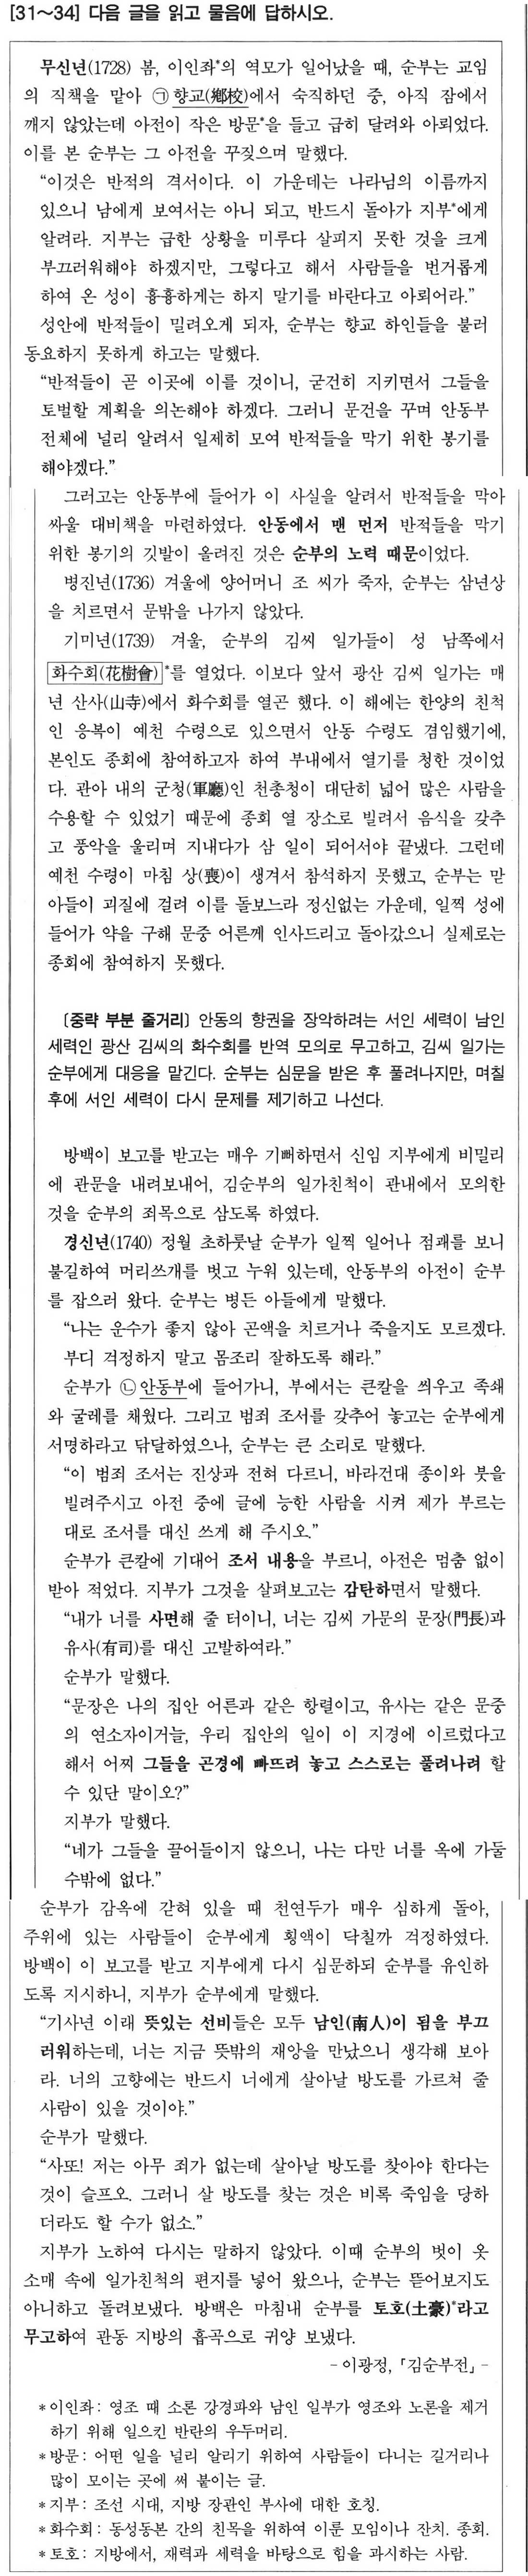 [31~34] 다음 글을 읽고 물음에 답하시오.
무신년(1728) 봄, 이인좌*의 역모가 일어났을 때, 순부는 교임
의 직책을 맡아 ㉠향교(鄕校)에서 숙직하던 중, 아직 잠에서
깨지 않았는데 아전이 작은 방문*을 들고 급히 달려와 아뢰었다.
이를 본 순부는 그 아전을 꾸짖으며 말했다.
“이것은 반적의 격서이다. 이 가운데는 나라님의 이름까지
있으니 남에게 보여서는 아니 되고, 반드시 돌아가 지부*에게
알려라. 지부는 급한 상황을 미루다 살피지 못한 것을 크게
부끄러워해야 하겠지만, 그렇다고 해서 사람들을 번거롭게
하여 온 성이 흉흉하게는 하지 말기를 바란다고 아뢰어라.”
성안에 반적들이 밀려오게 되자, 순부는 향교 하인들을 불러
동요하지 못하게 하고는 말했다.
“반적들이 곧 이곳에 이를 것이니, 굳건히 지키면서 그들을
토벌할 계획을 의논해야 하겠다. 그러니 문건을 꾸며 안동부
전체에 널리 알려서 일제히 모여 반적들을 막기 위한 봉기를
해야겠다.”
그러고는 안동부에 들어가 이 사실을 알려서 반적들을 막아
싸울 대비책을 마련하였다. 안동에서 맨 먼저 반적들을 막기
위한 봉기의 깃발이 올려진 것은 순부의 노력 때문이었다.
병진년(1736) 겨울에 양어머니 조 씨가 죽자, 순부는 삼년상
을 치르면서 문밖을 나가지 않았다.
기미년(1739) 겨울, 순부의 김씨 일가들이 성 남쪽에서
화수회(花樹會)*를 열었다. 이보다 앞서 광산 김씨 일가는 매
년 산사(山寺)에서 화수회를 열곤 했다. 이 해에는 한양의 친척
인 응복이 예천 수령으로 있으면서 안동 수령도 겸임했기에,
본인도 종회에 참여하고자 하여 부내에서 열기를 청한 것이었
다. 관아 내의 군청(軍廳)인 천총청이 대단히 넓어 많은 사람을
수용할 수 있었기 때문에 종회 열 장소로 빌려서 음식을 갖추
고 풍악을 울리며 지내다가 삼 일이 되어서야 끝냈다. 그런데
예천 수령이 마침 상(喪)이 생겨서 참석하지 못했고, 순부는 맏
아들이 괴질에 걸려 이를 돌보느라 정신없는 가운데, 일찍 성에
들어가 약을 구해 문중 어른께 인사드리고 돌아갔으니 실제로는
종회에 참여하지 못했다.
[중략 부분 줄거리] 안동의 향권을 장악하려는 서인 세력이 남인
세력인 광산 김씨의 화수회를 반역 모의로 무고하고, 김씨 일가는
순부에게 대응을 맡긴다. 순부는 심문을 받은 후 풀려나지만, 며칠
후에 서인 세력이 다시 문제를 제기하고 나선다.
방백이 보고를 받고는 매우 기뻐하면서 신임 지부에게 비밀리
에 관문을 내려보내어, 김순부의 일가친척이 관내에서 모의한
것을 순부의 죄목으로 삼도록 하였다.
경신년(1740) 정월 초하룻날 순부가 일찍 일어나 점괘를 보니
불길하여 머리쓰개를 벗고 누워 있는데, 안동부의 아전이 순부
를 잡으러 왔다. 순부는 병든 아들에게 말했다.
“나는 운수가 좋지 않아 곤액을 치르거나 죽을지도 모르겠다.
부디 걱정하지 말고 몸조리 잘하도록 해라.”
순부가 ㉡안동부에 들어가니, 부에서는 큰칼을 씌우고 족쇄
와 굴레를 채웠다. 그리고 범죄 조서를 갖추어 놓고는 순부에게
서명하라고 닦달하였으나, 순부는 큰 소리로 말했다.
“이 범죄 조서는 진상과 전혀 다르니, 바라건대 종이와 붓을
빌려주시고 아전 중에 글에 능한 사람을 시켜 제가 부르는
대로 조서를 대신 쓰게 해 주시오.”
순부가 큰칼에 기대어 조서 내용을 부르니, 아전은 멈춤 없이
받아 적었다. 지부가 그것을 살펴보고는 감탄하면서 말했다.
“내가 너를 사면해 줄 터이니, 너는 김씨 가문의 문장(門長)과
유사(有司)를 대신 고발하여라.”
순부가 말했다.
“문장은 나의 집안 어른과 같은 항렬이고, 유사는 같은 문중
의 연소자이거늘, 우리 집안의 일이 이 지경에 이르렀다고
해서 어찌 그들을 곤경에 빠뜨려 놓고 스스로는 풀려나려 할
수 있단 말이오?”
지부가 말했다.
“네가 그들을 끌어들이지 않으니, 나는 다만 너를 옥에 가둘
수밖에 없다.”
순부가 감옥에 갇혀 있을 때 천연두가 매우 심하게 돌아,
주위에 있는 사람들이 순부에게 횡액이 닥칠까 걱정하였다.
방백이 이 보고를 받고 지부에게 다시 심문하되 순부를 유인하
도록 지시하니, 지부가 순부에게 말했다.
“기사년 이래 뜻있는 선비들은 모두 남인(南人)이 됨을 부끄
러워하는데, 너는 지금 뜻밖의 재앙을 만났으니 생각해 보아
라. 너의 고향에는 반드시 너에게 살아날 방도를 가르쳐 줄
사람이 있을 것이야.”
순부가 말했다.
“사또! 저는 아무 죄가 없는데 살아날 방도를 찾아야 한다는
것이 슬프오. 그러니 살 방도를 찾는 것은 비록 죽임을 당하
더라도 할 수가 없소.”
지부가 노하여 다시는 말하지 않았다. 이때 순부의 벗이 옷
소매 속에 일가친척의 편지를 넣어 왔으나, 순부는 뜯어보지도
아니하고 돌려보냈다. 방백은 마침내 순부를 토호(土豪)*라고
무고하여 관동 지방의 흡곡으로 귀양 보냈다.
- 이광정, 「김순부전」 -
* 이인좌: 영조 때 소론 강경파와 남인 일부가 영조와 노론을 제거
하기 위해 일으킨 반란의 우두머리.
* 방문: 어떤 일을 널리 알리기 위하여 사람들이 다니는 길거리나
많이 모이는 곳에 써 붙이는 글.
* 지부: 조선 시대, 지방 장관인 부사에 대한 호칭.
* 화수회: 동성동본 간의 친목을 위하여 이룬 모임이나 잔치. 종회.
* 토호: 지방에서, 재력과 세력을 바탕으로 힘을 과시하는 사람.